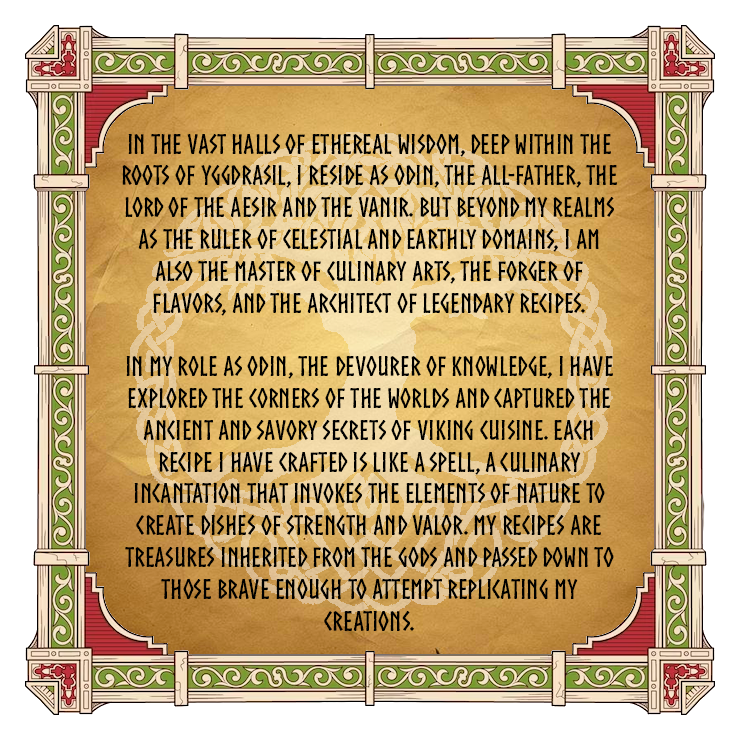 IN THE VAST HALLS OF ETHEREAL WISDOM, DEEP WITHIN THE
ROOTS OF YGGDRASIL, I RESIDE AS ODIN, THE ALL-FATHER, THE
LORD OF THE AESIR AND THE VANIR. BUT BEYOND MY REALMS
AS THE RULER OF CELESTIAL AND EARTHLY DOMAINS, I AM
ALSO THE MASTER OF CULINARY ARTS, THE FORGER OF
FLAVORS, AND THE ARCHITECT OF LEGENDARY RECIPES.
IN MY ROLE AS ODIN, THE DEVOURER OF KNOWLEDGE, I HAVE
EXPLORED THE CORNERS OF THE WORLDS AND CAPTURED THE
ANCIENT AND SAVORY SECRETS OF VIKING CUISINE. EACH
RECIPE I HAVE CRAFTED IS LIKE A SPELL, A CULINARY
INCANTATION THAT INVOKES THE ELEMENTS OF NATURE TO
CREATE DISHES OF STRENGTH AND VALOR. MY RECIPES ARE
TREASURES INHERITED FROM THE GODS AND PASSED DOWN TO
THOSE BRAVE ENOUGH TO ATTEMPT REPLICATING MY
CREATIONS.